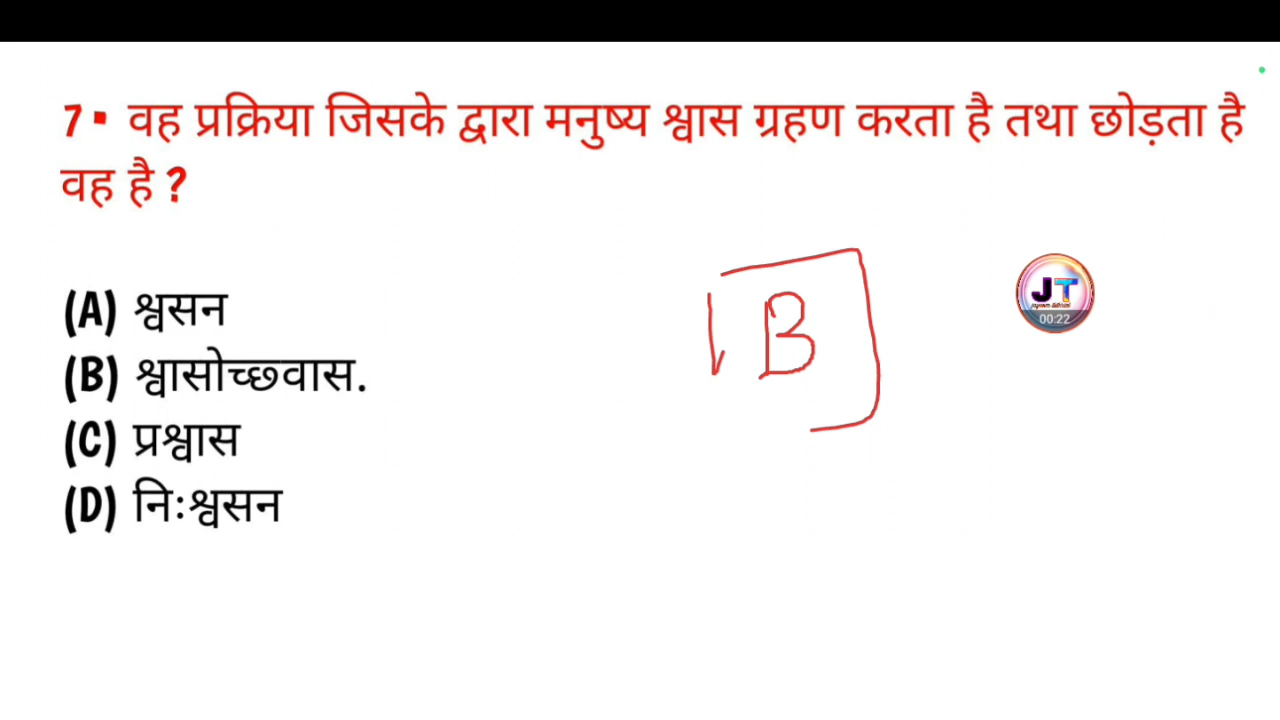 7▪ वह प्रक्रिया जिसके द्वारा मनुष्य श्वास ग्रहण करता है तथा छोड़ता है
वह है ?
(A) श्वसन
(B) श्वासोच्छ्वास.
(C) प्रश्वास
(D) निःश्वसन
B
JT
00:22